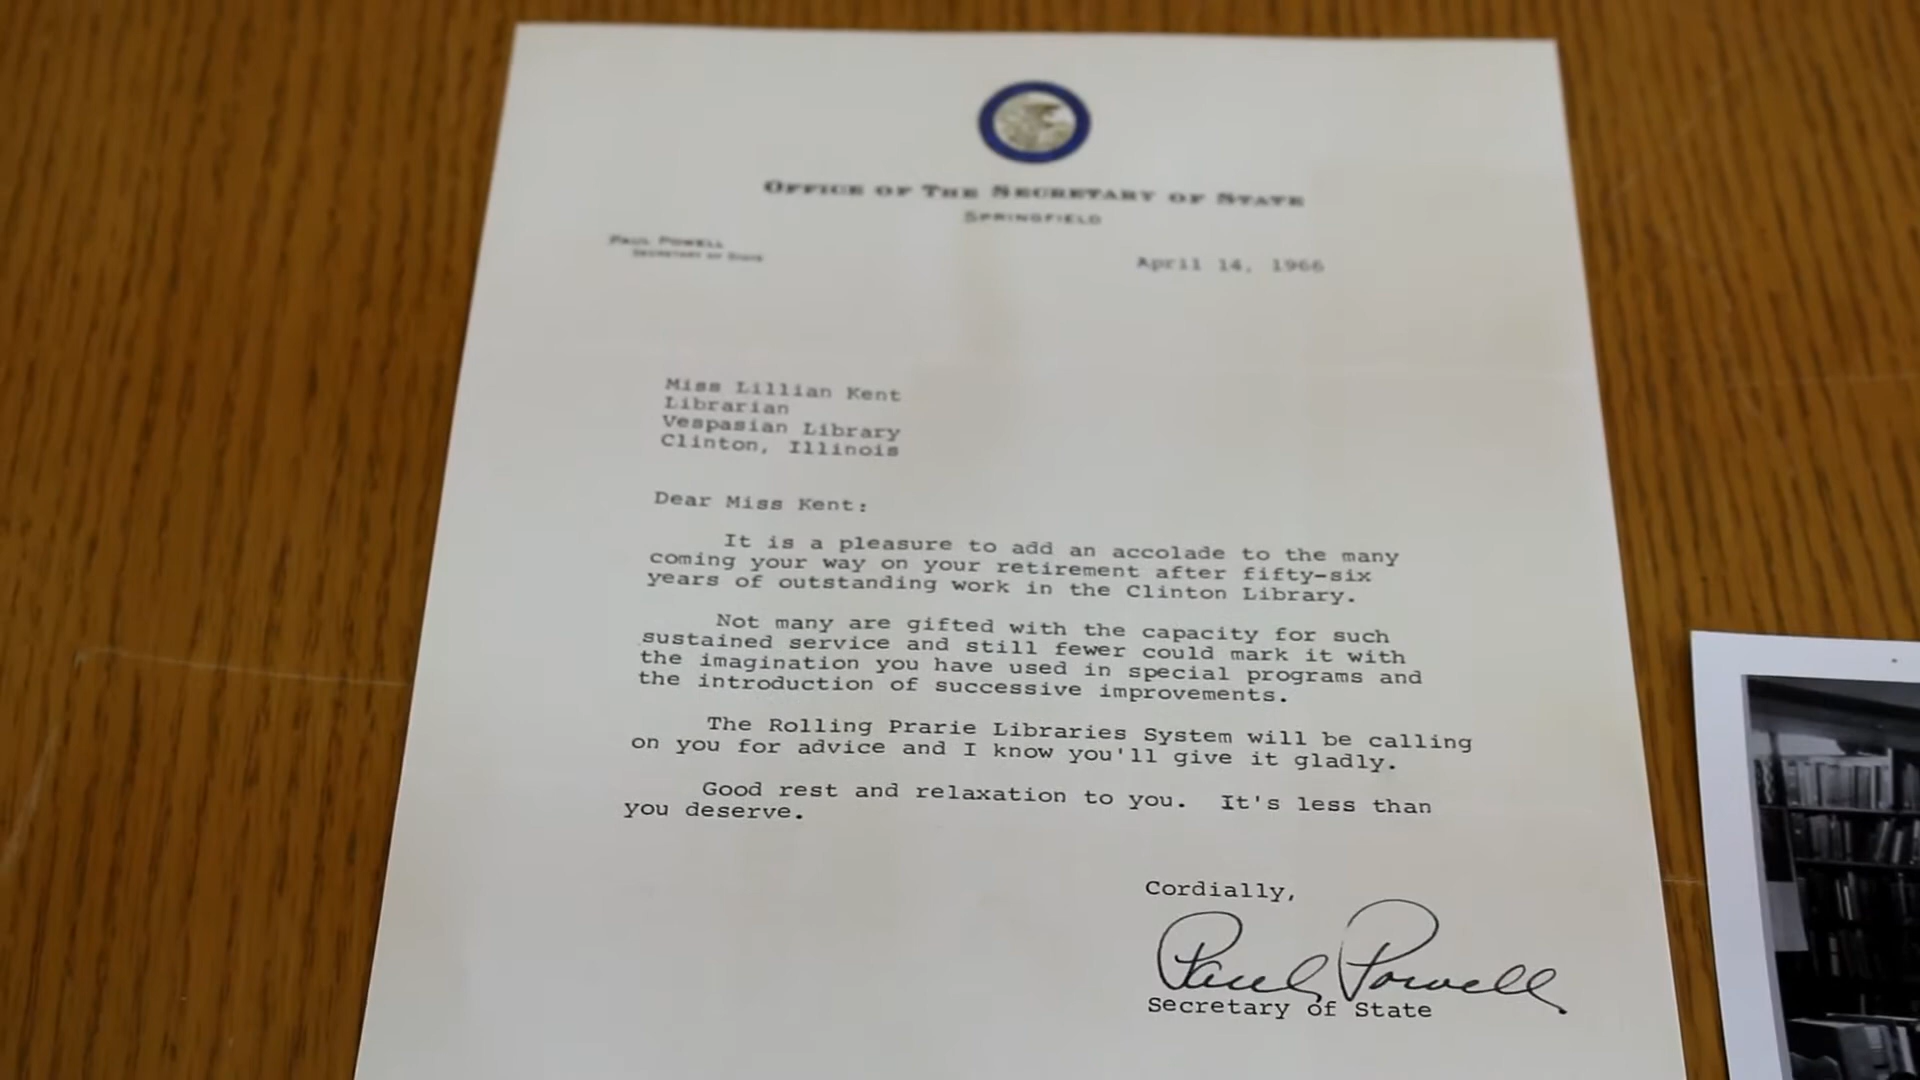 OFFICE OF THE SECRETARY OF STATE
SPRINGFIELD
PAUL POWELL
SECRETARY OF STATE
April 14, 1966
Miss Lillian Kent
Librarian
Vespasian Library
Clinton, Illinois
Dear Miss Kent:
It is a pleasure to add an accolade to the many
coming your way on your retirement after fifty-six
years of outstanding work in the Clinton Library.
Not many are gifted with the capacity for such
sustained service and still fewer could mark it with
the imagination you have used in special programs and
the introduction of successive improvements.
The Rolling Prarie Libraries System will be calling
on you for advice and I know you'll give it gladly.
Good rest and relaxation to you. It's less than
you deserve.
Cordially,
Paul Powell
Secretary of State